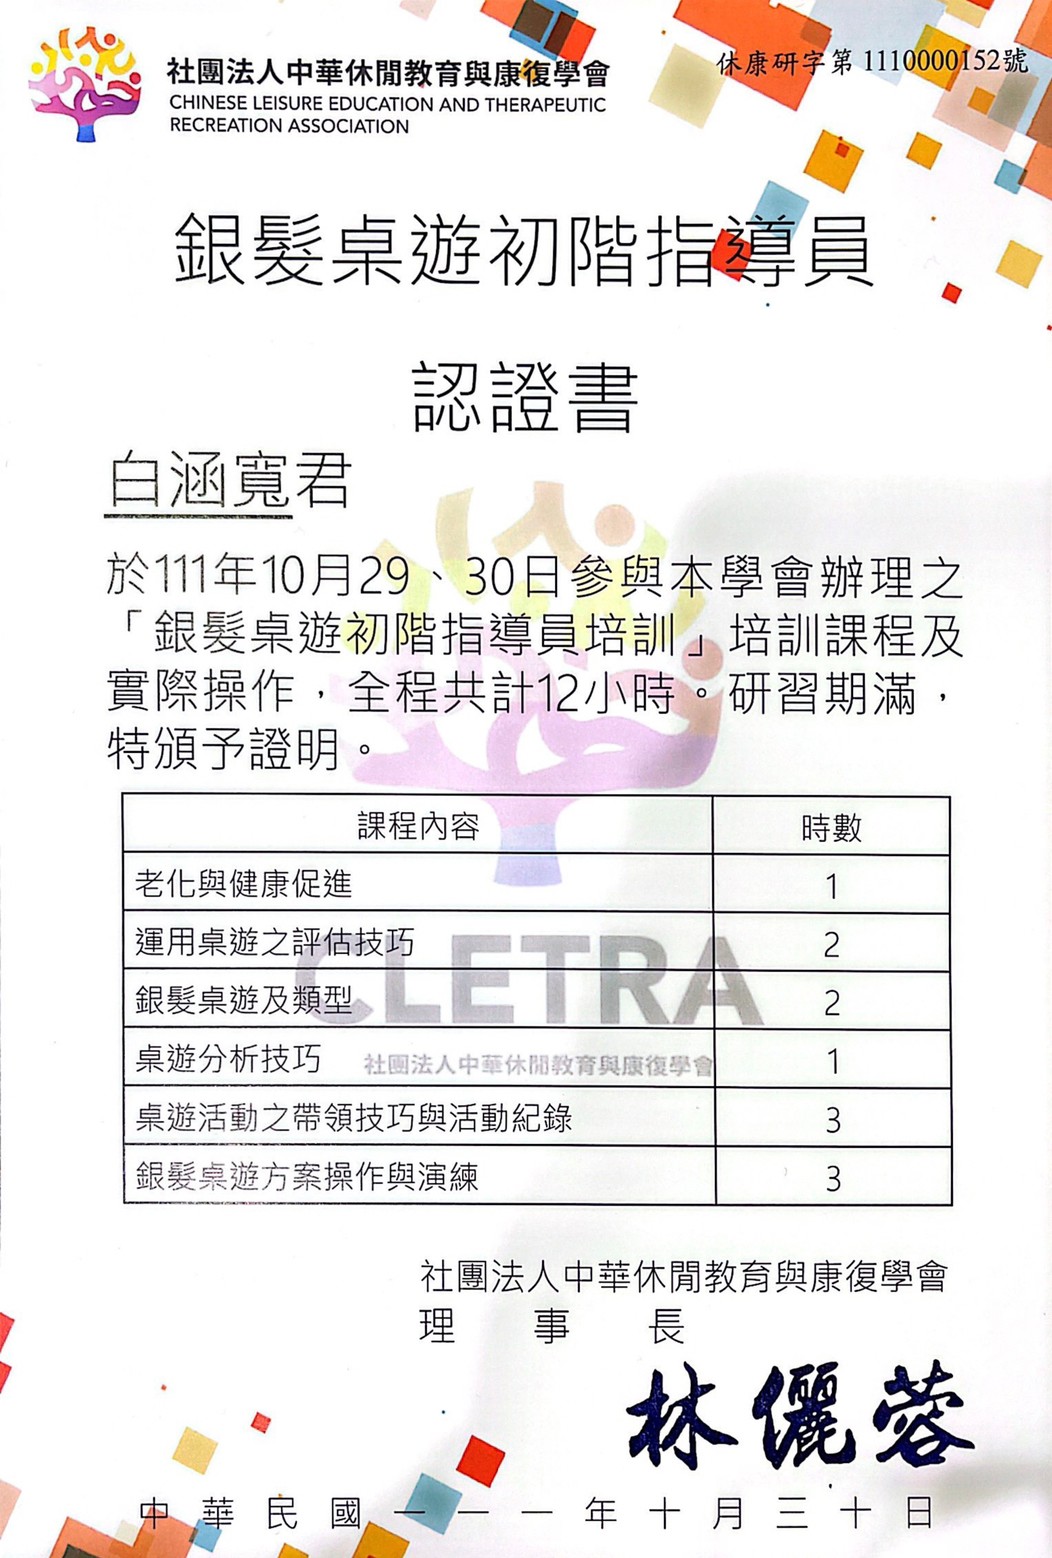 社團法人中華休閒教育與康復學會
CHINESE LEISURE EDUCATION AND THERAPEUTIC
RECREATION ASSOCIATION
休康研字第 1110000152號
銀髮桌遊初階指導員
認證書
白涵寬君
於111年10月29、30日參與本學會辦理之
「銀髮桌遊初階指導員培訓」培訓課程及
實際操作，全程共計12小時。研習期滿，
特頒予證明。
課程內容 時數
老化與健康促進 1
運用桌遊之評估技巧 2
銀髮桌遊及類型 2
桌遊分析技巧 1
桌遊活動之帶領技巧與活動紀錄 3
銀髮桌遊方案操作與演練 3
CLETRA
社團法人中華休閒教育與康復學會
社團法人中華休閒教育與康復學會
理事長
林儷蓉
中華民國一一一年十月三十日